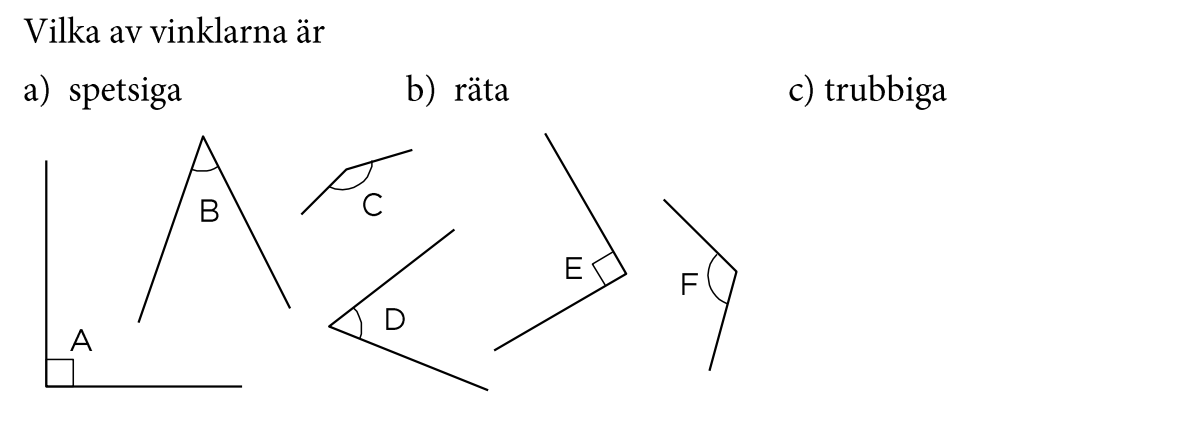 Vilka av vinklarna är
a) spetsiga b) räta c) trubbiga
A
B
C
D
E
F